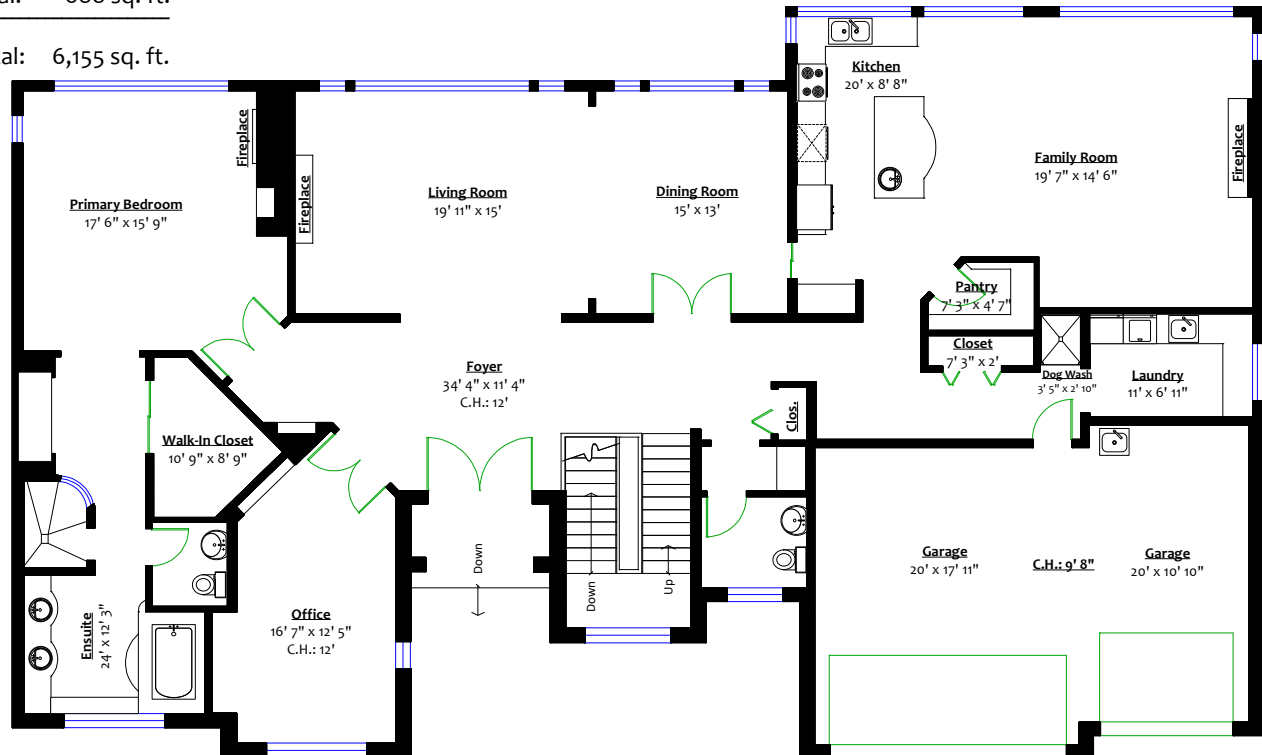 6,155 sq. ft.
Kitchen
20' x 8' 8"
Fireplace
Family Room
19' 7" x 14' 6"
Fireplace
Primary Bedroom
17' 6" x 15' 9"
Fireplace
Living Room
19' 11" x 15'
Dining Room
15' x 13'
Pantry
7' 3" x 4' 7"
Closet
7' 3" x 2'
Dog Wash
3' 5" x 2' 10"
Laundry
11' x 6' 11"
Foyer
34' 4" x 11' 4"
C.H.: 12'
Clos.
Walk-In Closet
10' 9" x 8' 9"
Down
Down
Up
Garage
20' x 17' 11"
C.H.: 9' 8"
Garage
20' x 10' 10"
Office
16' 7" x 12' 5"
C.H.: 12'
Ensuite
24' x 12' 3"